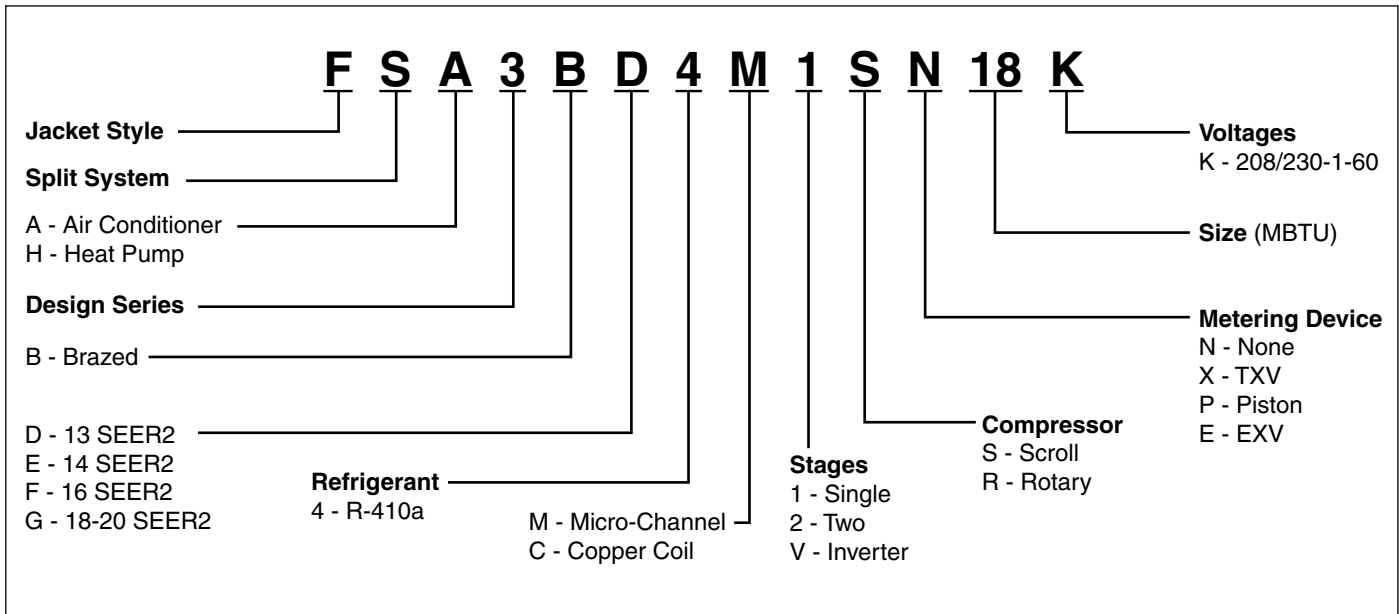 F S A 3 B D 4 M 1 S N 18 K
Jacket Style
Split System
A - Air Conditioner
H - Heat Pump
Design Series
B - Brazed
D - 13 SEER2
E - 14 SEER2
F - 16 SEER2
G - 18-20 SEER2
Refrigerant
4 - R-410a
M - Micro-Channel
C - Copper Coil
Stages
1 - Single
2 - Two
V - Inverter
Compressor
S - Scroll
R - Rotary
Metering Device
N - None
X - TXV
P - Piston
E - EXV
Size (MBTU)
Voltages
K - 208/230-1-60